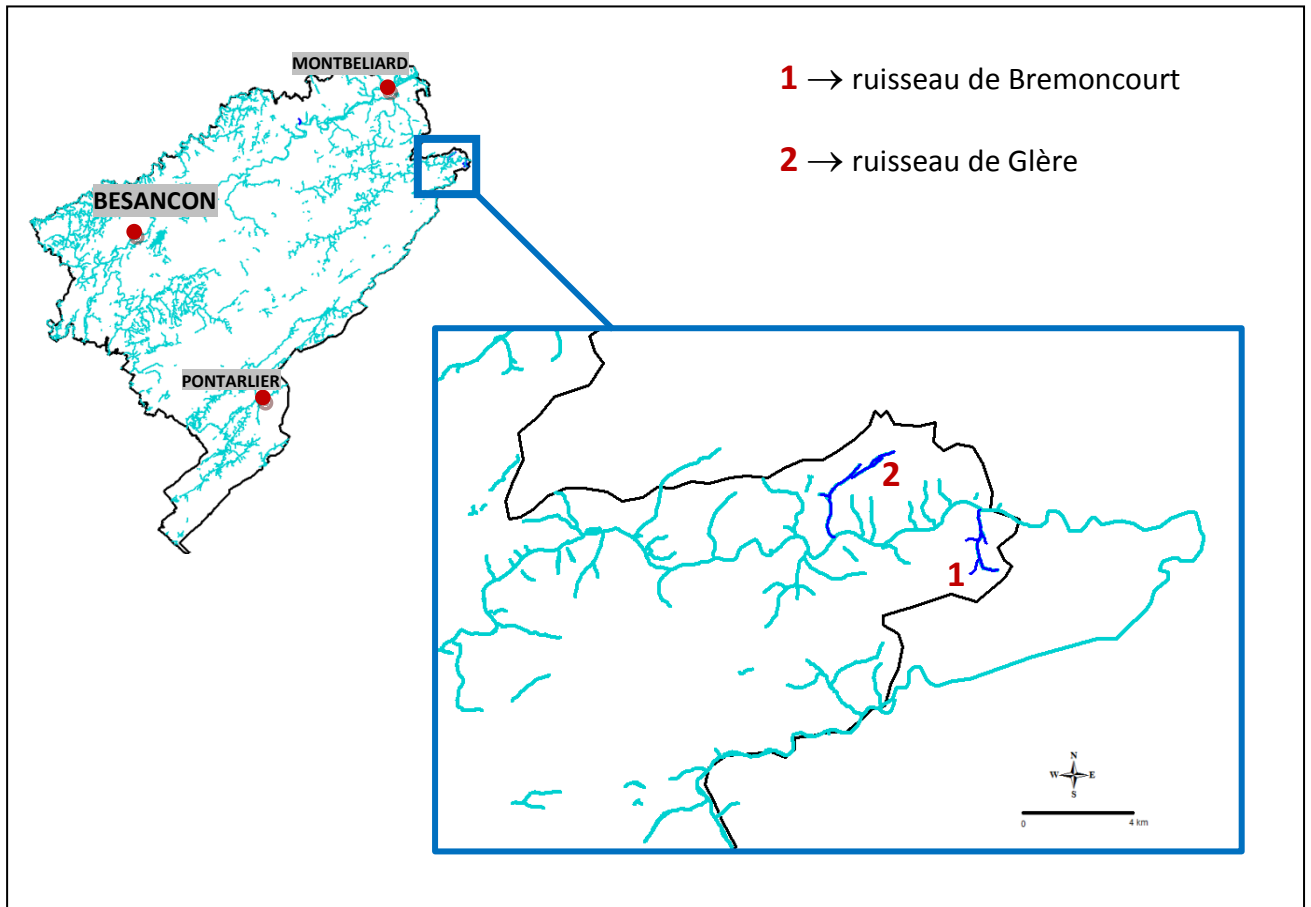 MONTBELIARD
1 → ruisseau de Bremoncourt
2 → ruisseau de Glère
BESANCON
PONTARLIER
2
1
N
W E
S
0 4 km